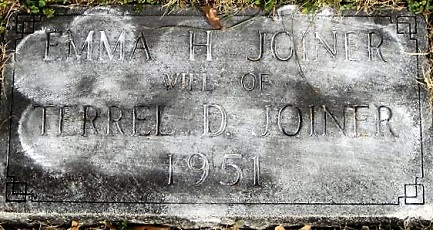 EMMA H JOINER
WIFE OF
TERREL D. JOINER
1951